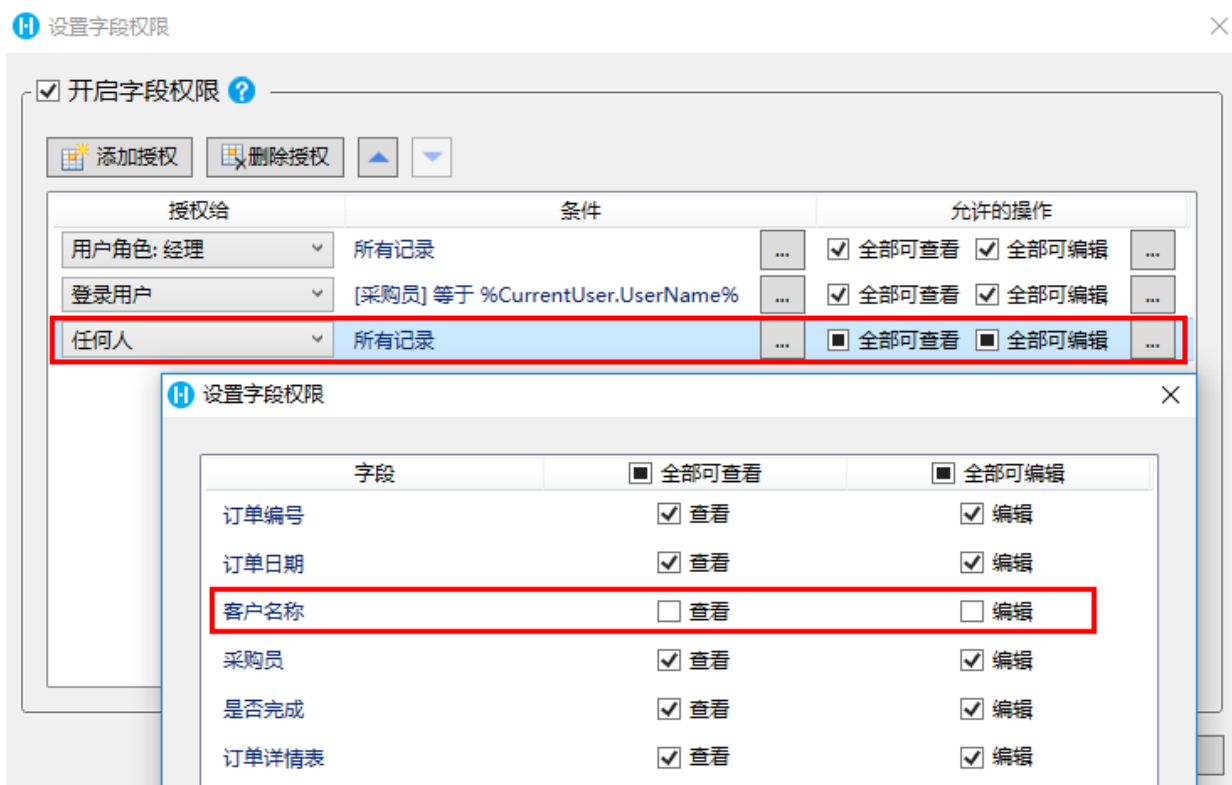 设置字段权限
开启字段权限 ?
添加授权 删除授权
授权给 条件 允许的操作
用户角色: 经理 所有记录 ... 全部可查看 全部可编辑 ...
登录用户 [采购员] 等于 %CurrentUser.UserName% ... 全部可查看 全部可编辑 ...
任何人 所有记录 ... 全部可查看 全部可编辑 ...
设置字段权限
字段 全部可查看 全部可编辑
订单编号 查看 编辑
订单日期 查看 编辑
客户名称 查看 编辑
采购员 查看 编辑
是否完成 查看 编辑
订单详情表 查看 编辑